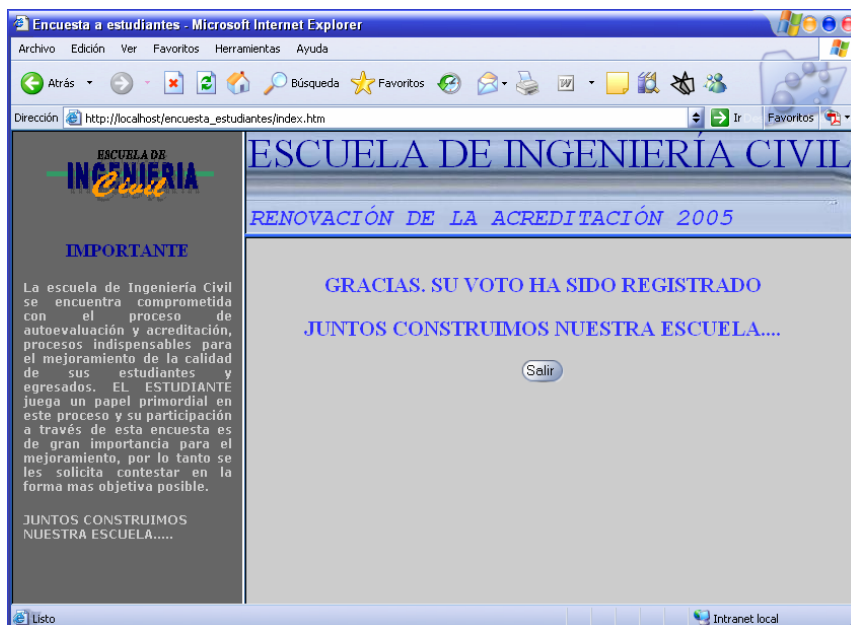 Encuesta a estudiantes - Microsoft Internet Explorer
Archivo Edición Ver Favoritos Herramientas Ayuda
Atrás Búsqueda Favoritos
Dirección http://localhost/encuesta_estudiantes/index.htm Ir Favoritos
ESCUELA DE
INGENIERIA
Civil
IMPORTANTE
La escuela de Ingeniería Civil
se encuentra comprometida
con el proceso de
autoevaluación y acreditación,
procesos indispensables para
el mejoramiento de la calidad
de sus estudiantes y
egresados. EL ESTUDIANTE
juega un papel primordial en
este proceso y su participación
a través de esta encuesta es
de gran importancia para el
mejoramiento, por lo tanto se
les solicita contestar en la
forma mas objetiva posible.
JUNTOS CONSTRUIMOS
NUESTRA ESCUELA.....
ESCUELA DE INGENIERÍA CIVIL
RENOVACIÓN DE LA ACREDITACIÓN 2005
GRACIAS. SU VOTO HA SIDO REGISTRADO
JUNTOS CONSTRUIMOS NUESTRA ESCUELA....
Salir
Listo Intranet local